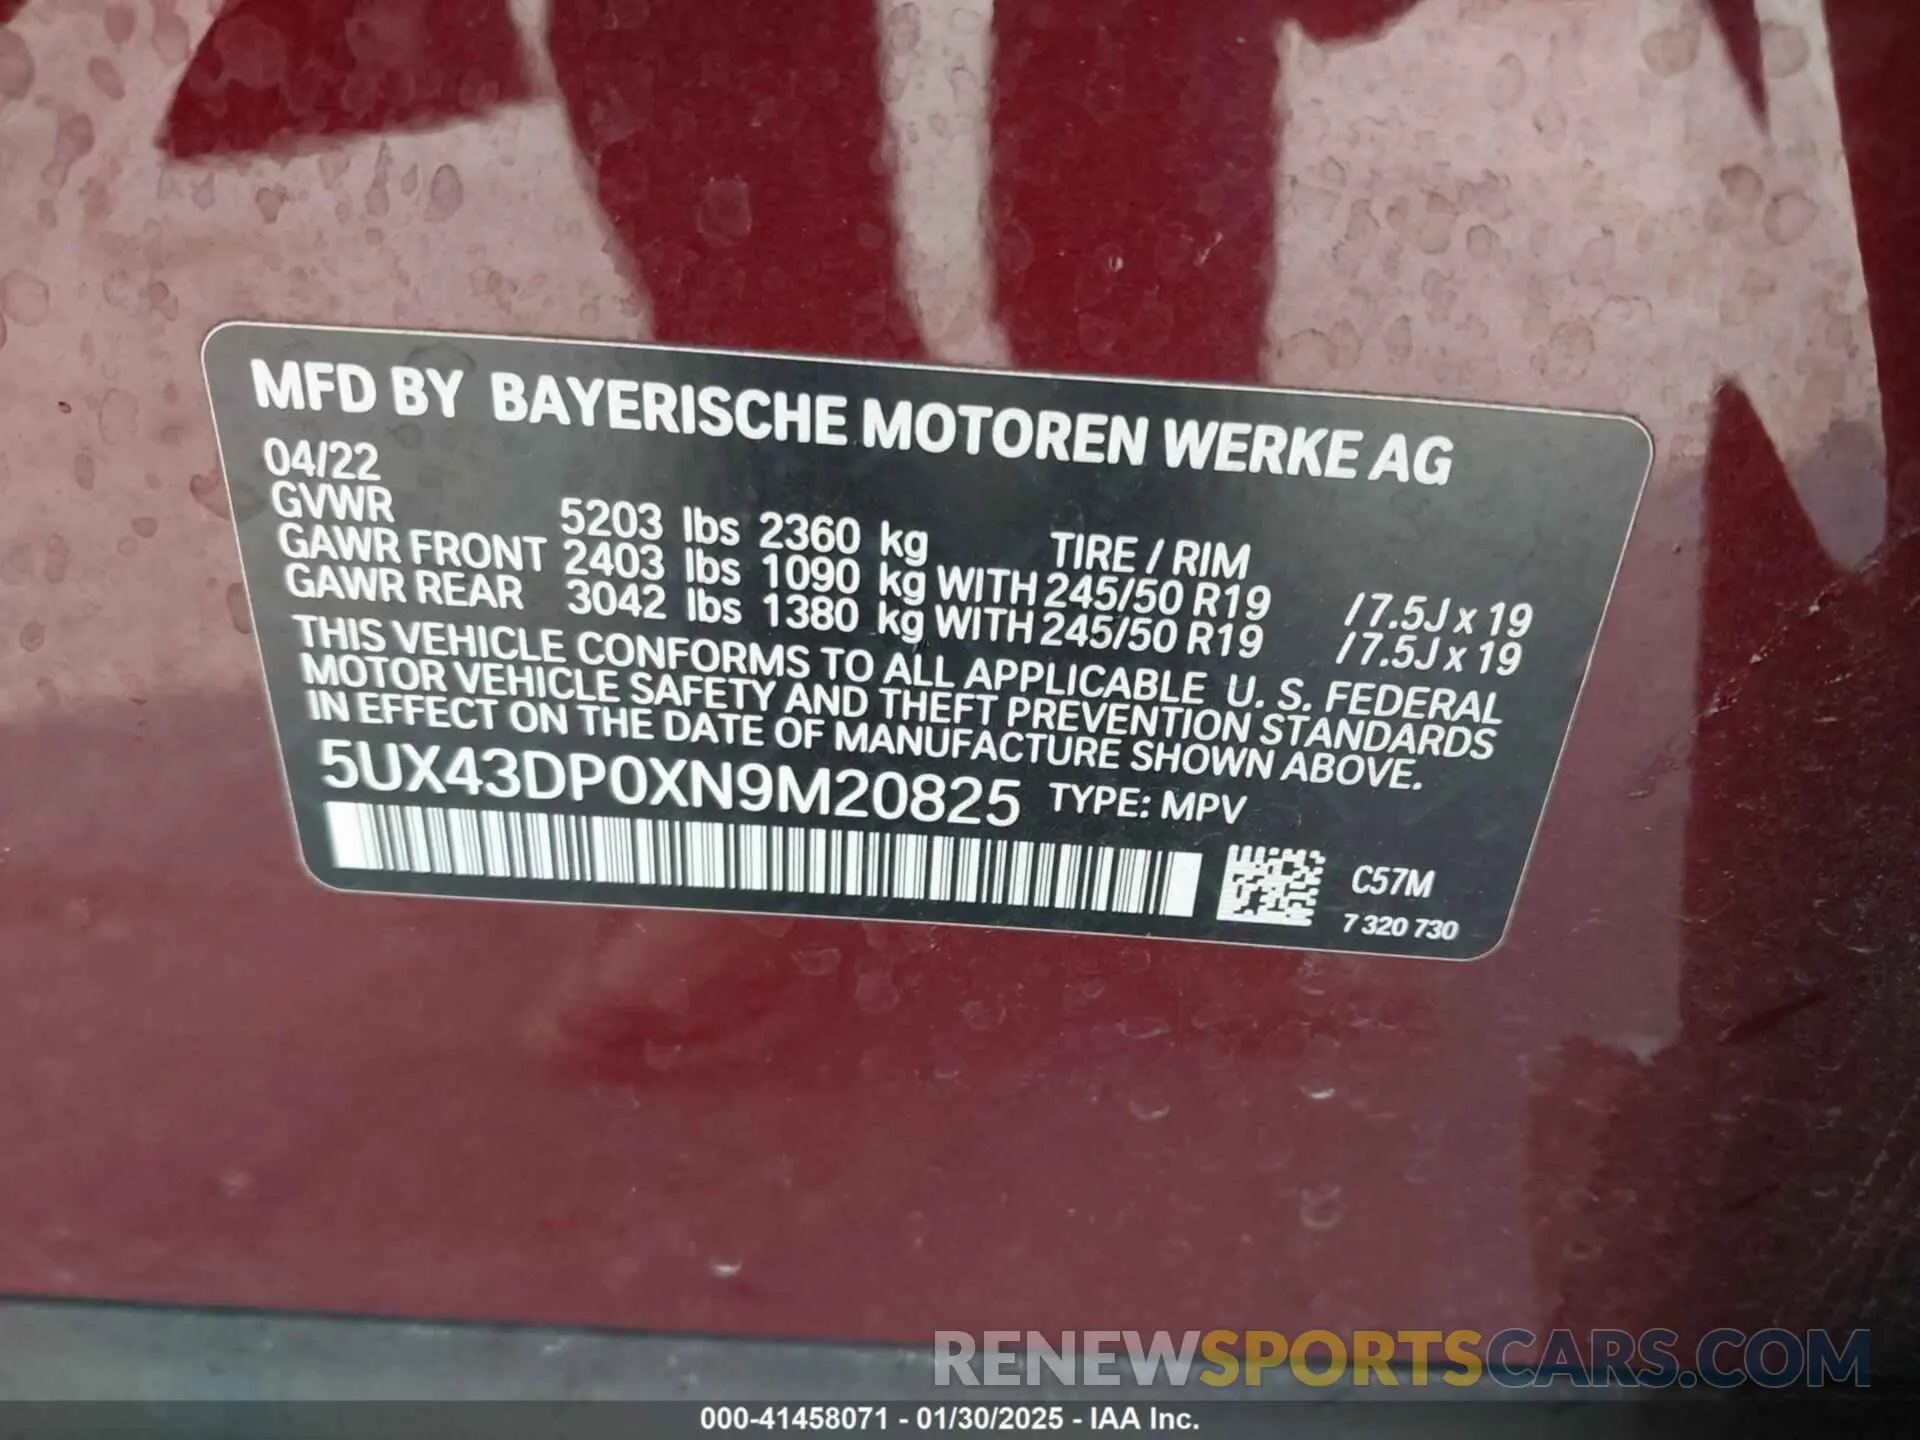 MFD BY BAYERISCHE MOTOREN WERKE AG
04/22
GVWR 5203 lbs 2360 kg TIRE / RIM
GAWR FRONT 2403 lbs 1090 kg WITH 245/50 R19 /7.5J x 19
GAWR REAR 3042 lbs 1380 kg WITH 245/50 R19 /7.5J x 19
THIS VEHICLE CONFORMS TO ALL APPLICABLE U. S. FEDERAL
MOTOR VEHICLE SAFETY AND THEFT PREVENTION STANDARDS
IN EFFECT ON THE DATE OF MANUFACTURE SHOWN ABOVE.
5UX43DP0XN9M20825 TYPE: MPV
C57M
7 320 730
RENEWSPORTSCARS.COM
000-41458071 - 01/30/2025 - IAA Inc.